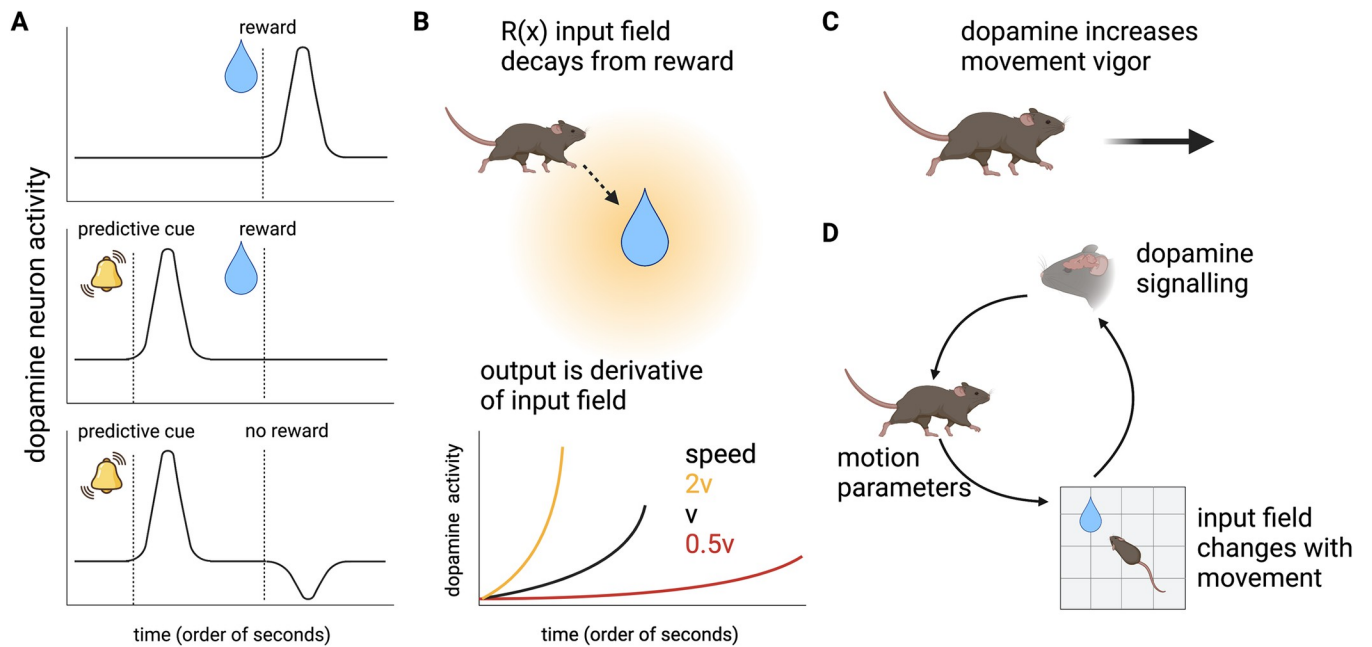 A
dopamine neuron activity
reward
predictive cue
reward
predictive cue
no reward
time (order of seconds)
B
R(x) input field
decays from reward
output is derivative
of input field
dopamine activity
speed
2v
v
0.5v
time (order of seconds)
C
dopamine increases
movement vigor
D
dopamine
signalling
motion
parameters
input field
changes with
movement